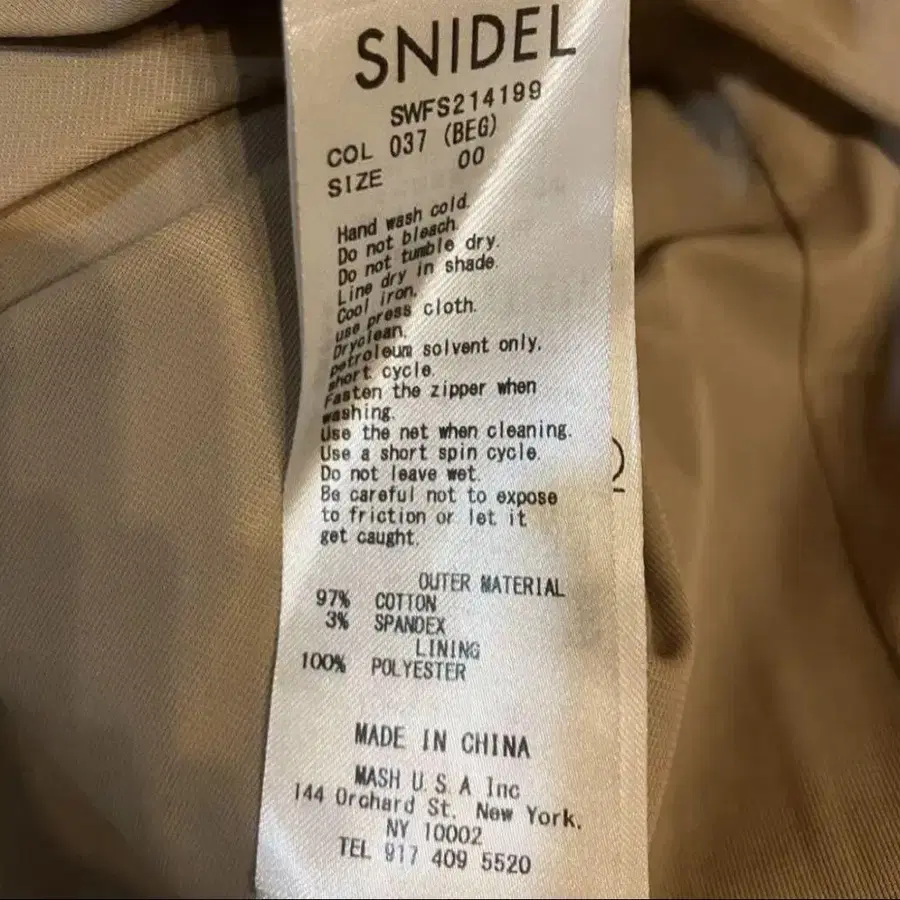 SNIDEL
SWFS214199
COL 037 (BEG)
SIZE 00
Hand wash cold.
Do not bleach.
Do not tumble dry.
Line dry in shade.
Cool iron.
use press cloth.
Dryclean.
petroleum solvent only.
short cycle.
Fasten the zipper when
washing.
Use the net when cleaning.
Use a short spin cycle.
Do not leave wet.
Be careful not to expose
to friction or let it
get caught.
OUTER MATERIAL
97% COTTON
3% SPANDEX
LINING
100% POLYESTER
MADE IN CHINA
MASH U.S.A Inc
144 Orchard St. New York.
NY 10002
TEL 917 409 5520